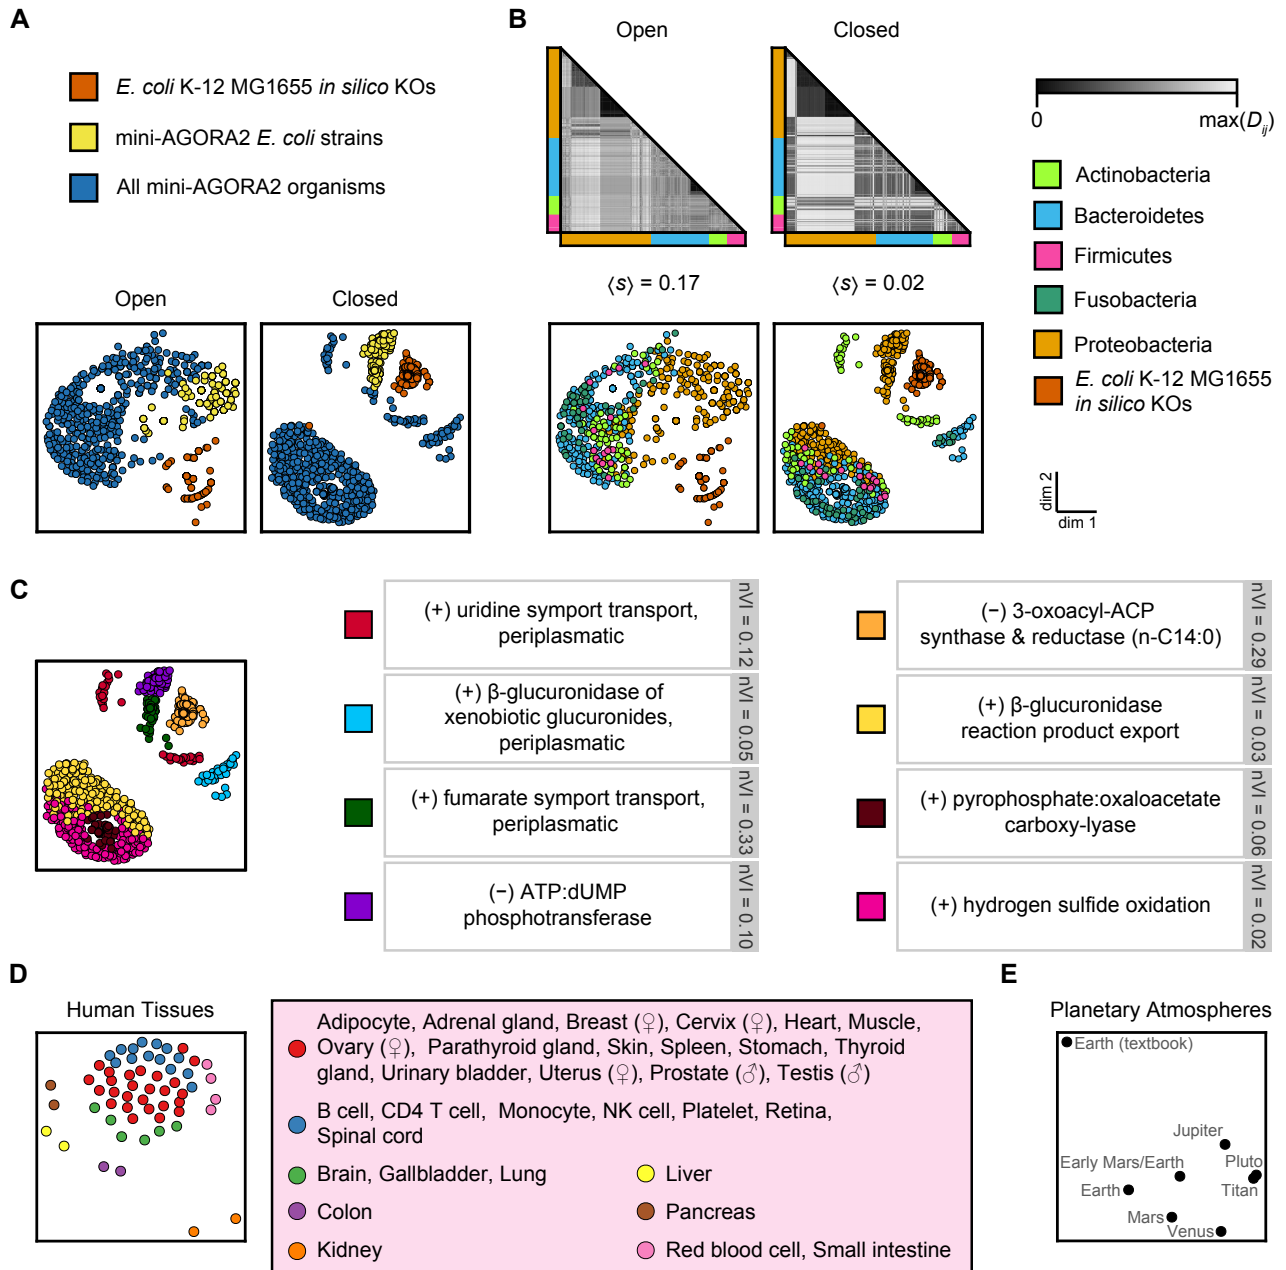 A
E. coli K-12 MG1655 in silico KOs
mini-AGORA2 E. coli strains
All mini-AGORA2 organisms
Open
Closed
B
Open
Closed
⟨s⟩ = 0.17
⟨s⟩ = 0.02
0
max(D_ij)
Actinobacteria
Bacteroidetes
Firmicutes
Fusobacteria
Proteobacteria
E. coli K-12 MG1655
in silico KOs
dim 2
dim 1
C
(+) uridine symport transport,
periplasmatic
nVI = 0.12
(+) β-glucuronidase of
xenobiotic glucuronides,
periplasmatic
nVI = 0.05
(+) fumarate symport transport,
periplasmatic
nVI = 0.33
(−) ATP:dUMP
phosphotransferase
nVI = 0.10
(−) 3-oxoacyl-ACP
synthase & reductase (n-C14:0)
nVI = 0.29
(+) β-glucuronidase
reaction product export
nVI = 0.03
(+) pyrophosphate:oxaloacetate
carboxy-lyase
nVI = 0.06
(+) hydrogen sulfide oxidation
nVI = 0.02
D
Human Tissues
Adipocyte, Adrenal gland, Breast (♀), Cervix (♀), Heart, Muscle,
Ovary (♀), Parathyroid gland, Skin, Spleen, Stomach, Thyroid
gland, Urinary bladder, Uterus (♀), Prostate (♂), Testis (♂)
B cell, CD4 T cell, Monocyte, NK cell, Platelet, Retina,
Spinal cord
Brain, Gallbladder, Lung
Colon
Kidney
Liver
Pancreas
Red blood cell, Small intestine
E
Planetary Atmospheres
Earth (textbook)
Jupiter
Early Mars/Earth
Pluto
Earth
Titan
Mars
Venus